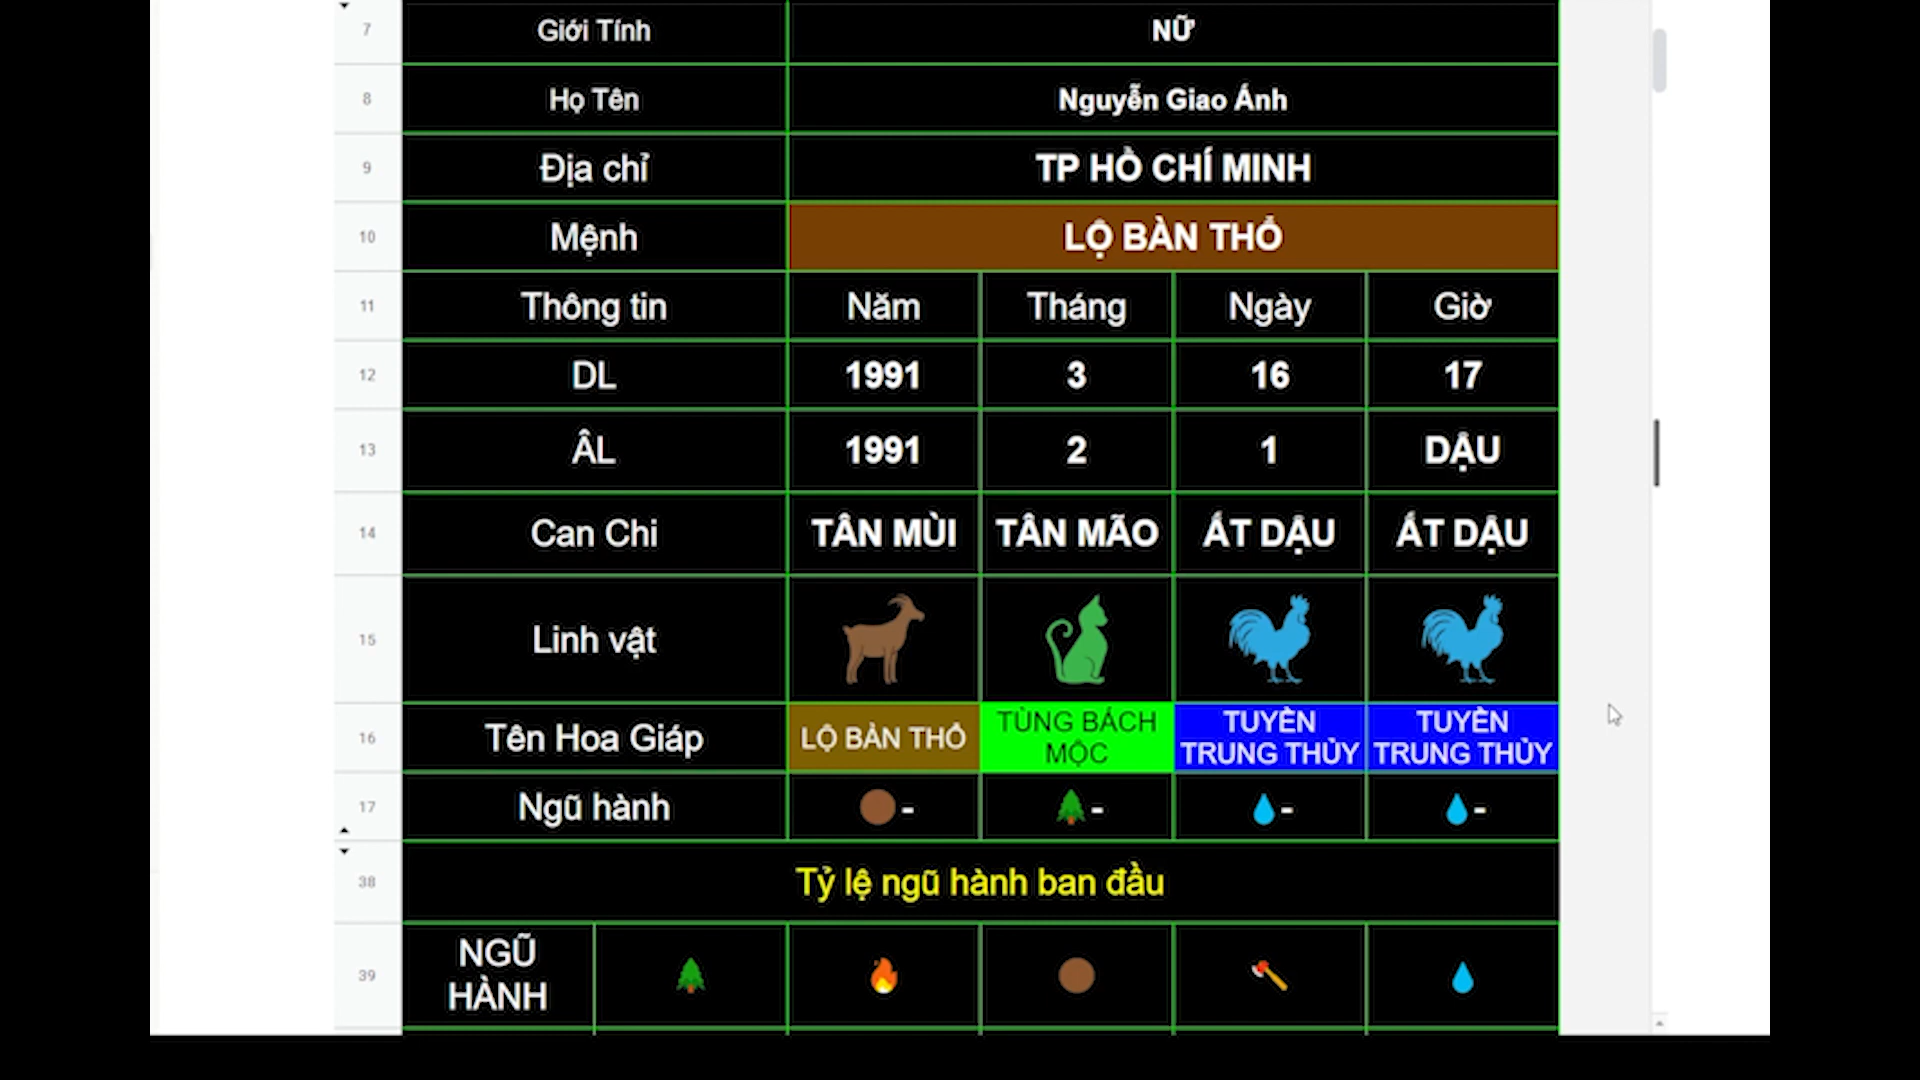 7 Giới Tính NỮ
8 Họ Tên Nguyễn Giao Ánh
9 Địa chỉ TP HỒ CHÍ MINH
10 Mệnh LỘ BÀN THỔ
11 Thông tin Năm Tháng Ngày Giờ
12 DL 1991 3 16 17
13 ÂL 1991 2 1 DẬU
14 Can Chi TÂN MÙI TÂN MÃO ẤT DẬU ẤT DẬU
15 Linh vật
16 Tên Hoa Giáp LỘ BÀN THỔ TÙNG BÁCH MỘC TUYỀN TRUNG THỦY TUYỀN TRUNG THỦY
17 Ngũ hành - - - -
38 Tỷ lệ ngũ hành ban đầu
39 NGŨ HÀNH